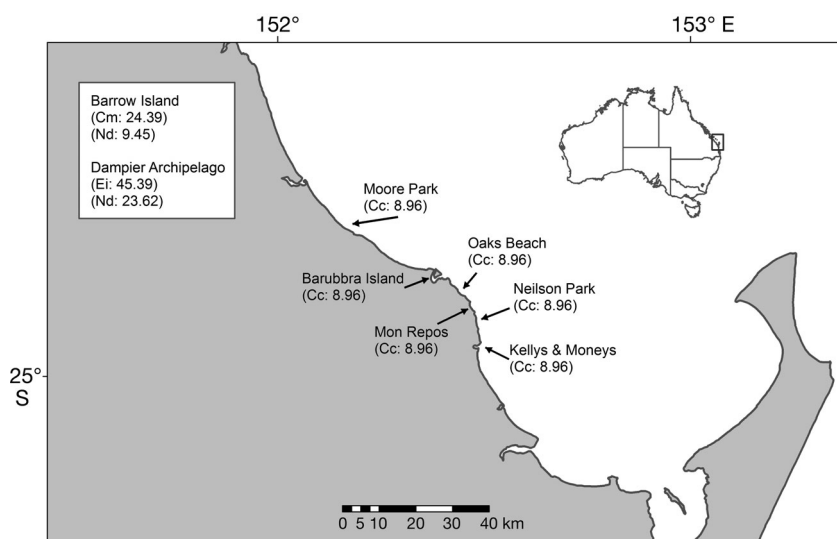 152°
153° E
Barrow Island
(Cm: 24.39)
(Nd: 9.45)
Dampier Archipelago
(Ei: 45.39)
(Nd: 23.62)
Moore Park
(Cc: 8.96)
Oaks Beach
(Cc: 8.96)
Barubbra Island
(Cc: 8.96)
Neilson Park
(Cc: 8.96)
Mon Repos
(Cc: 8.96)
Kellys & Moneys
(Cc: 8.96)
25°
S
0 5 10 20 30 40 km